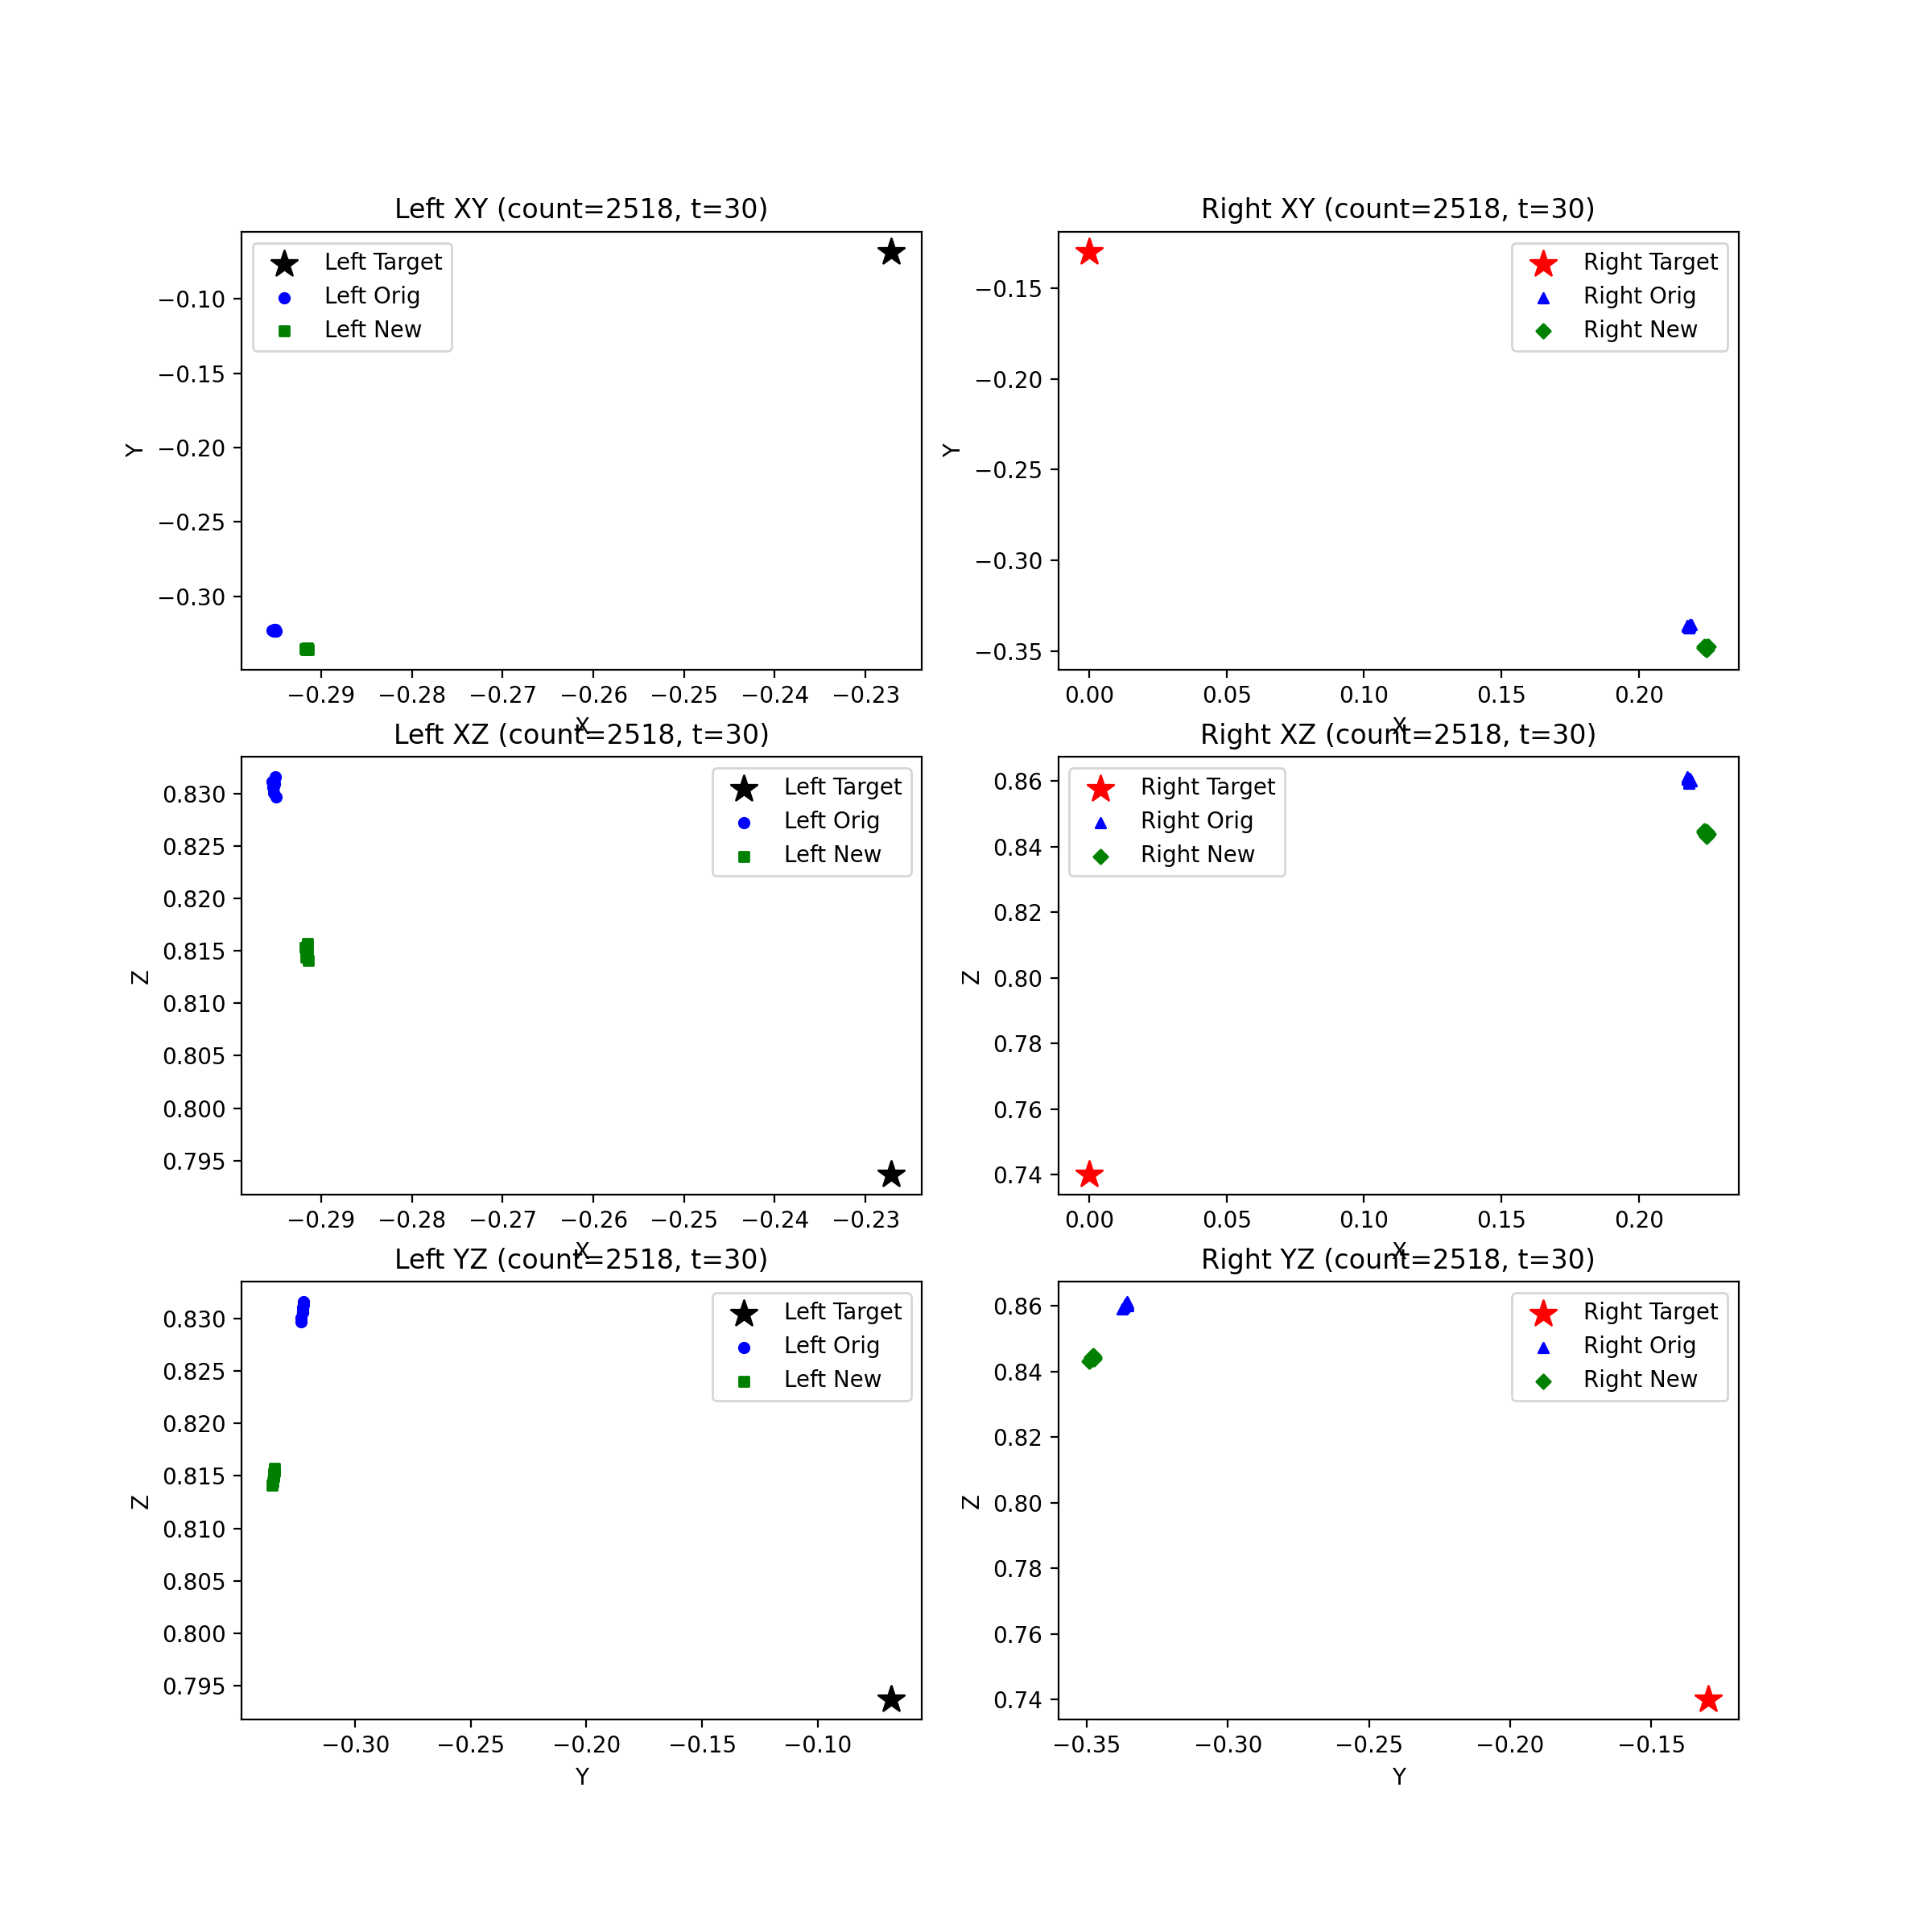 Left XY (count=2518, t=30)
Left Target
Left Orig
Left New
−0.10
−0.15
−0.20
−0.25
−0.30
Y
−0.29 −0.28 −0.27 −0.26 −0.25 −0.24 −0.23
X
Right XY (count=2518, t=30)
Right Target
Right Orig
Right New
−0.15
−0.20
−0.25
−0.30
−0.35
Y
0.00 0.05 0.10 0.15 0.20
X
Left XZ (count=2518, t=30)
Left Target
Left Orig
Left New
0.830
0.825
0.820
0.815
0.810
0.805
0.800
0.795
Z
−0.29 −0.28 −0.27 −0.26 −0.25 −0.24 −0.23
X
Right XZ (count=2518, t=30)
Right Target
Right Orig
Right New
0.86
0.84
0.82
0.80
0.78
0.76
0.74
Z
0.00 0.05 0.10 0.15 0.20
X
Left YZ (count=2518, t=30)
Left Target
Left Orig
Left New
0.830
0.825
0.820
0.815
0.810
0.805
0.800
0.795
Z
−0.30 −0.25 −0.20 −0.15 −0.10
Y
Right YZ (count=2518, t=30)
Right Target
Right Orig
Right New
0.86
0.84
0.82
0.80
0.78
0.76
0.74
Z
−0.35 −0.30 −0.25 −0.20 −0.15
Y